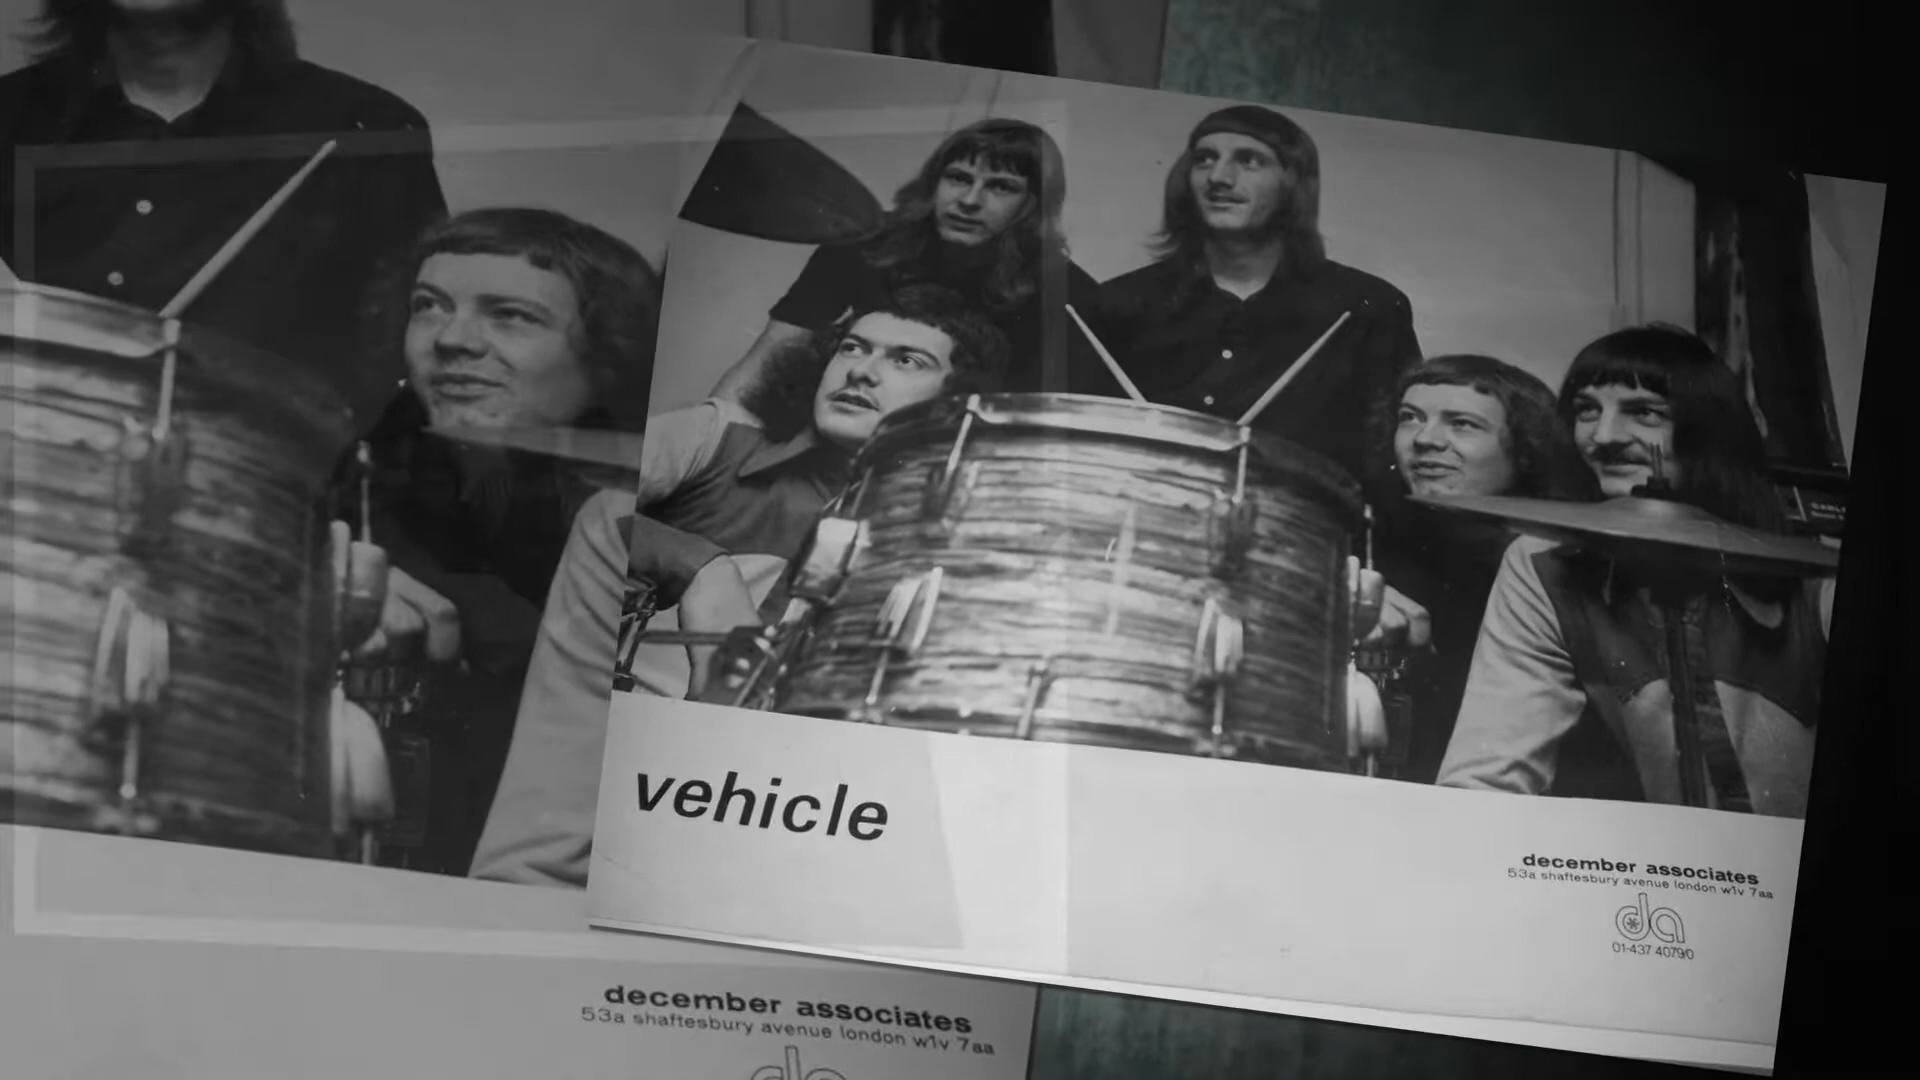 vehicle
december associates
53a shaftesbury avenue london w1v 7aa
da
01-437 4079/0
december associates
53a shaftesbury avenue london w1v 7aa